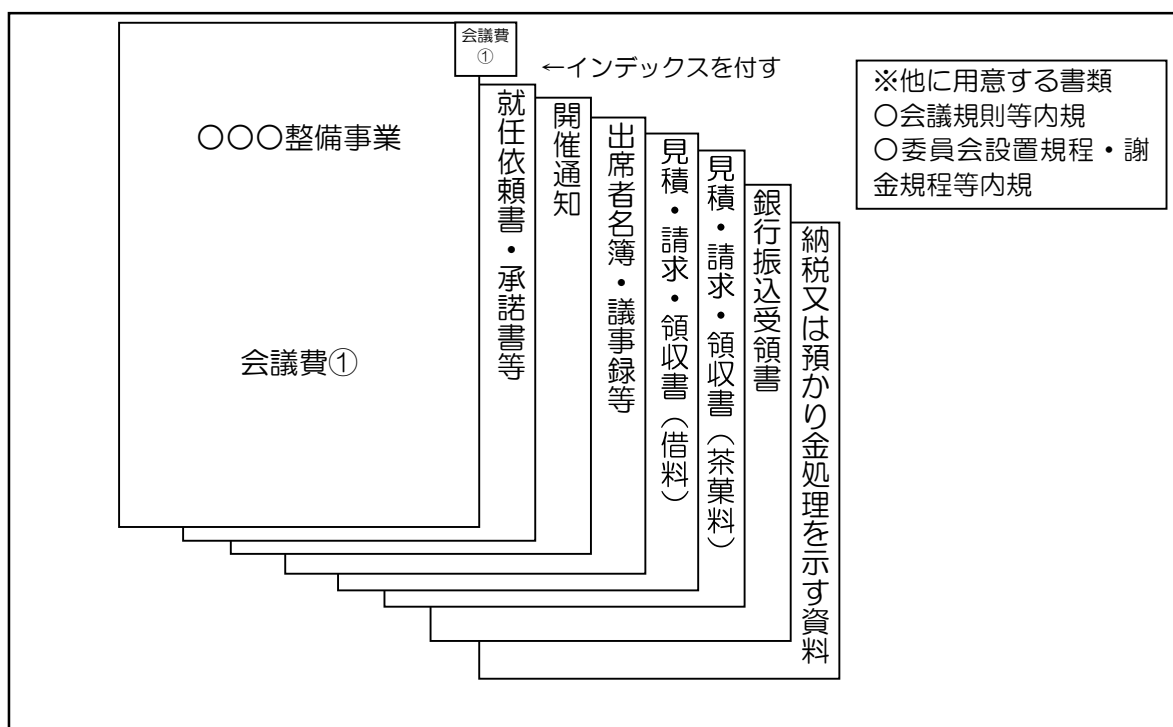 会議費
①
←インデックスを付す
〇〇〇整備事業
会議費①
就任依頼書・承諾書等
開催通知
出席者名簿・議事録等
見積・請求・領収書（借料）
見積・請求・領収書（茶菓料）
銀行振込受領書
納税又は預かり金処理を示す資料
※他に用意する書類
〇会議規則等内規
〇委員会設置規程・謝
金規程等内規